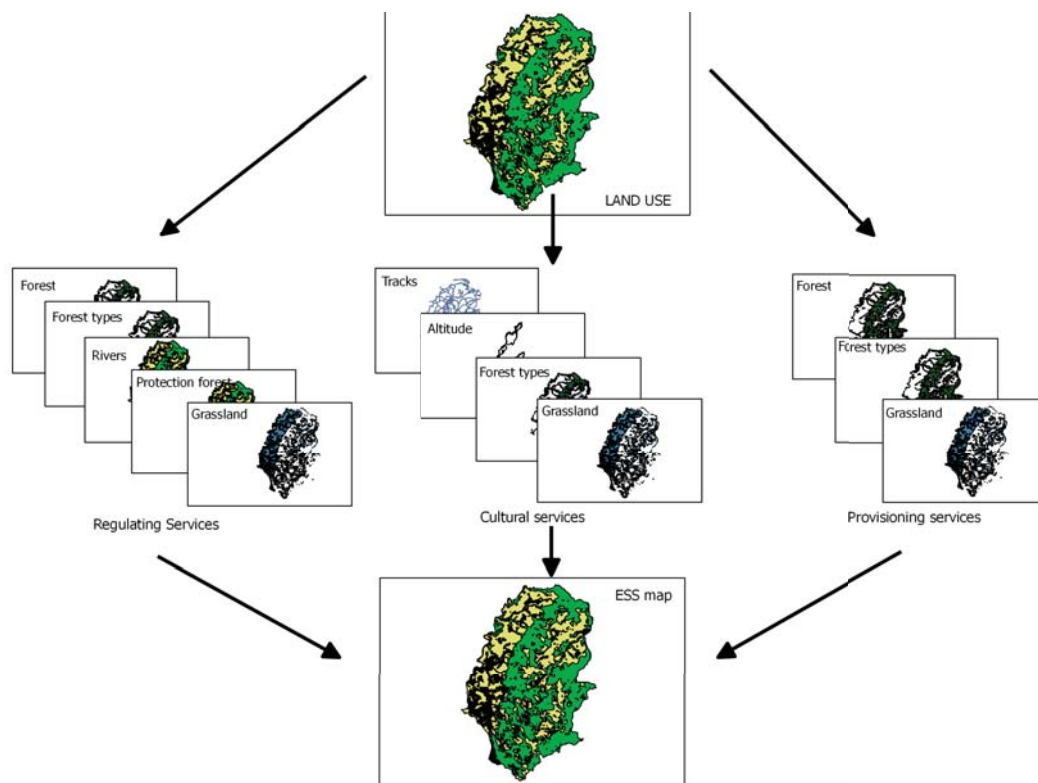 LAND USE
Forest
Forest types
Rivers
Protection forest
Grassland
Regulating Services
Tracks
Altitude
Forest types
Grassland
Cultural services
Forest
Forest types
Grassland
Provisioning services
ESS map